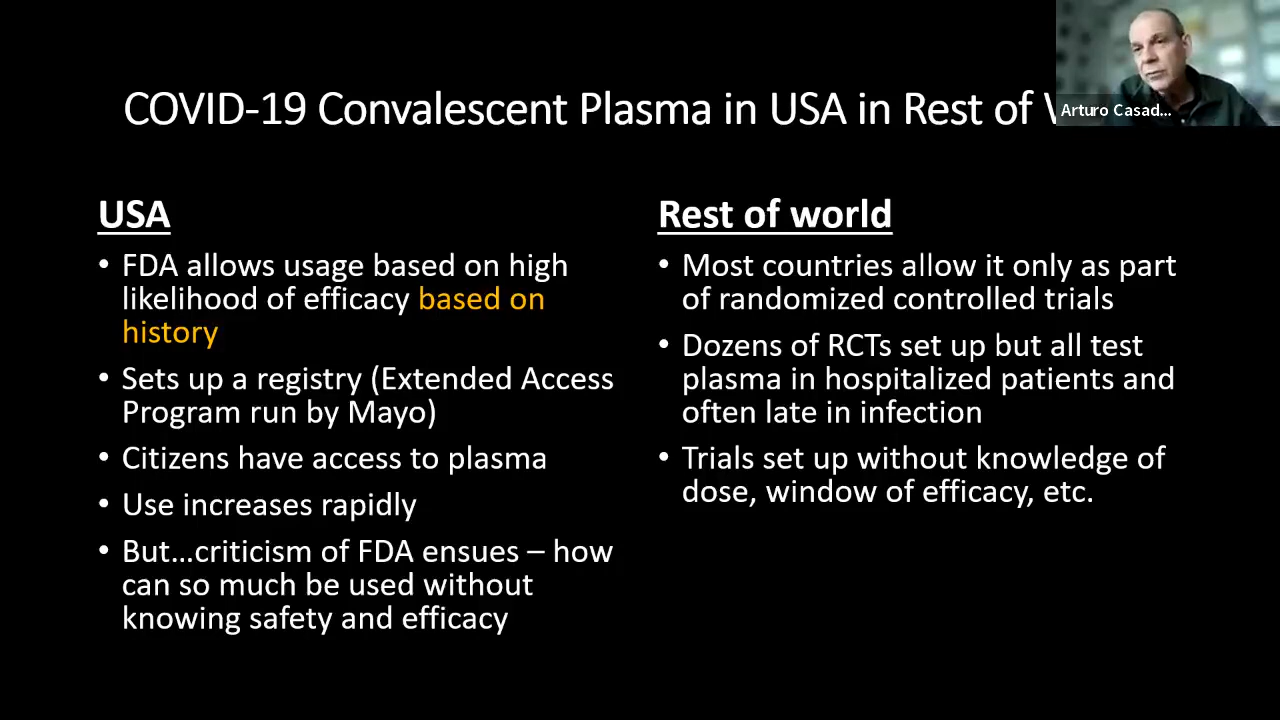 COVID-19 Convalescent Plasma in USA in Rest of
Arturo Casad...
USA
• FDA allows usage based on high
likelihood of efficacy based on
history
• Sets up a registry (Extended Access
Program run by Mayo)
• Citizens have access to plasma
• Use increases rapidly
• But...criticism of FDA ensues – how
can so much be used without
knowing safety and efficacy
Rest of world
• Most countries allow it only as part
of randomized controlled trials
• Dozens of RCTs set up but all test
plasma in hospitalized patients and
often late in infection
• Trials set up without knowledge of
dose, window of efficacy, etc.